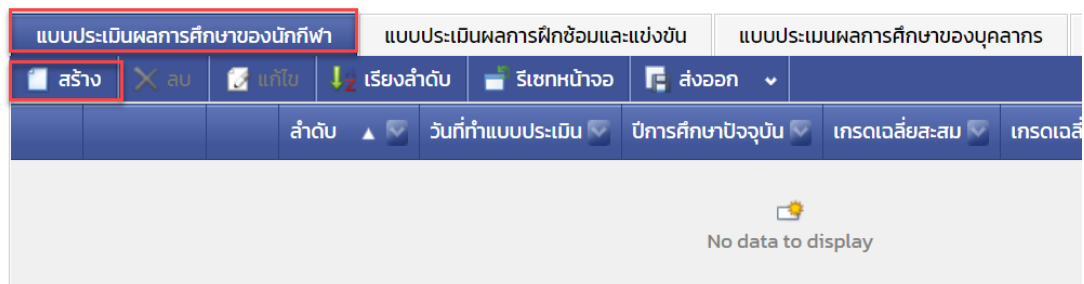 แบบประเมินผลการศึกษาของนักกีฬา แบบประเมินผลการฝึกซ้อมและแข่งขัน แบบประเมนผลการศึกษาของบุคลากร
สร้าง ลบ แก้ไข เรียงลำดับ รีเซทหน้าจอ ส่งออก
ลำดับ วันที่ทำแบบประเมิน ปีการศึกษาปัจจุบัน เกรดเฉลี่ยสะสม
No data to display